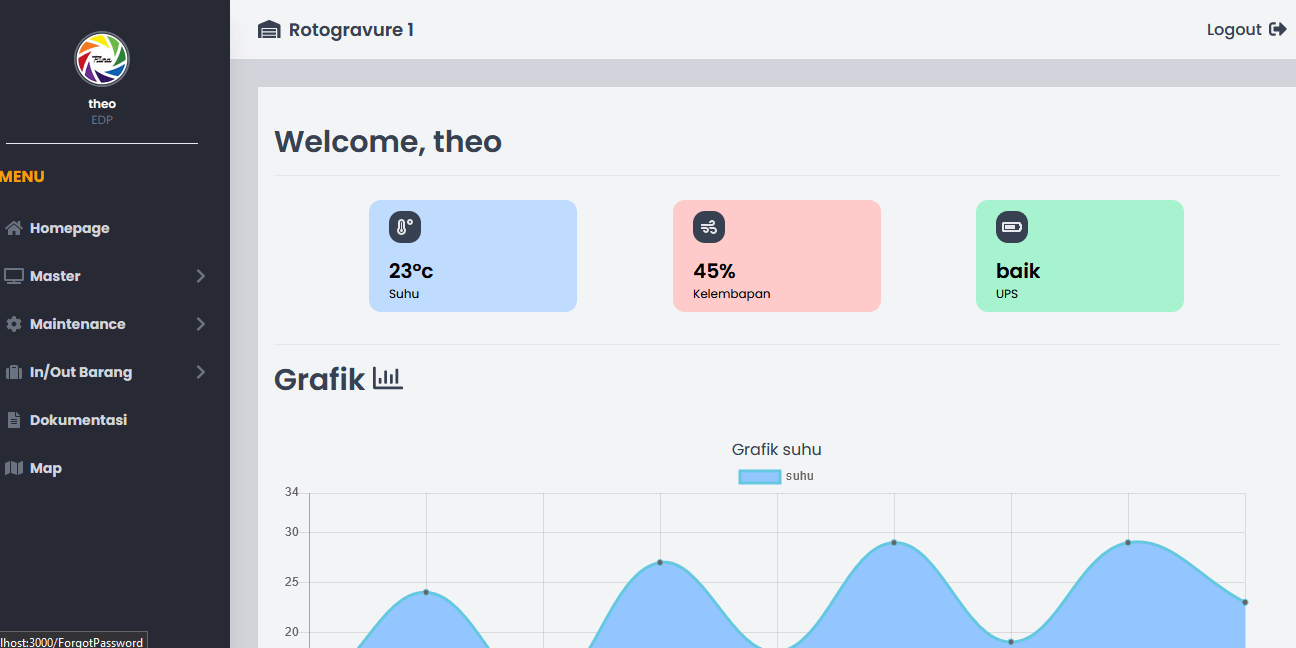 Rotogravure 1
Logout
theo
EDP
MENU
Homepage
Master
Maintenance
In/Out Barang
Dokumentasi
Map
lhost:3000/ForgotPassword
Welcome, theo
23°c
Suhu
45%
Kelembapan
baik
UPS
Grafik
Grafik suhu
suhu
34
30
25
20